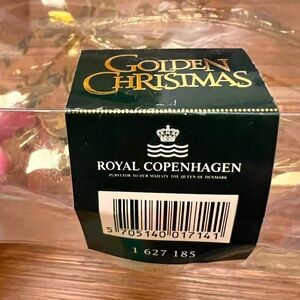 GOLDEN
CHRISTMAS
ROYAL COPENHAGEN
PURVEYOR TO HER MAJESTY THE QUEEN OF DENMARK
5 705140 017141
1 627 185